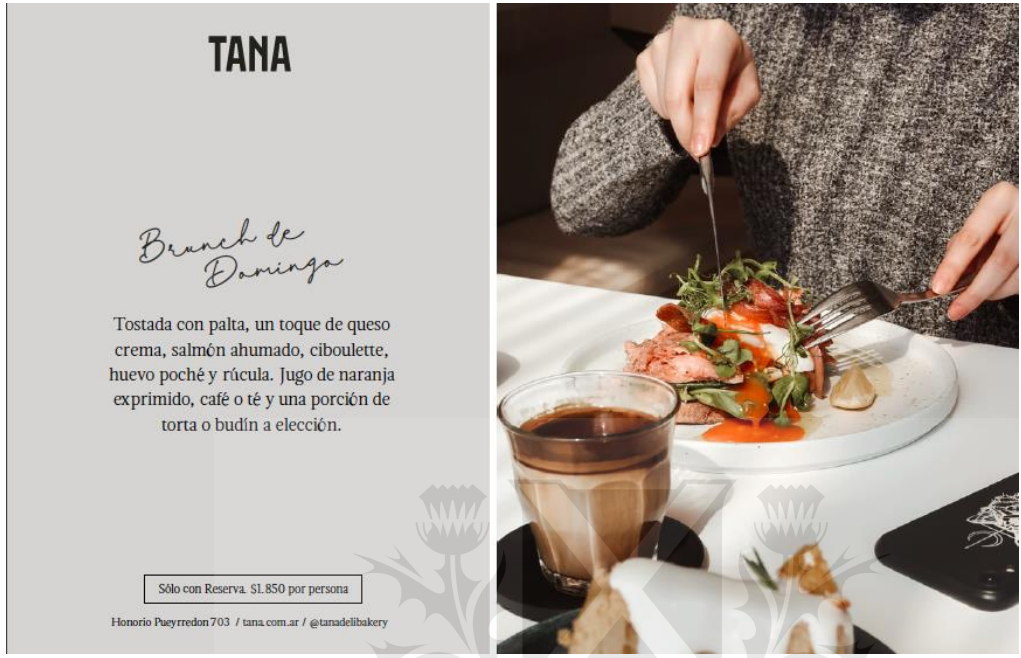 TANA
Brunch de
Domingo
Tostada con palta, un toque de queso
crema, salmón ahumado, ciboulette,
huevo poché y rúcula. Jugo de naranja
exprimido, café o té y una porción de
torta o budín a elección.
Sólo con Reserva. $1.850 por persona
Honorio Pueyrredon 703 / tana.com.ar / @tanadelibakery